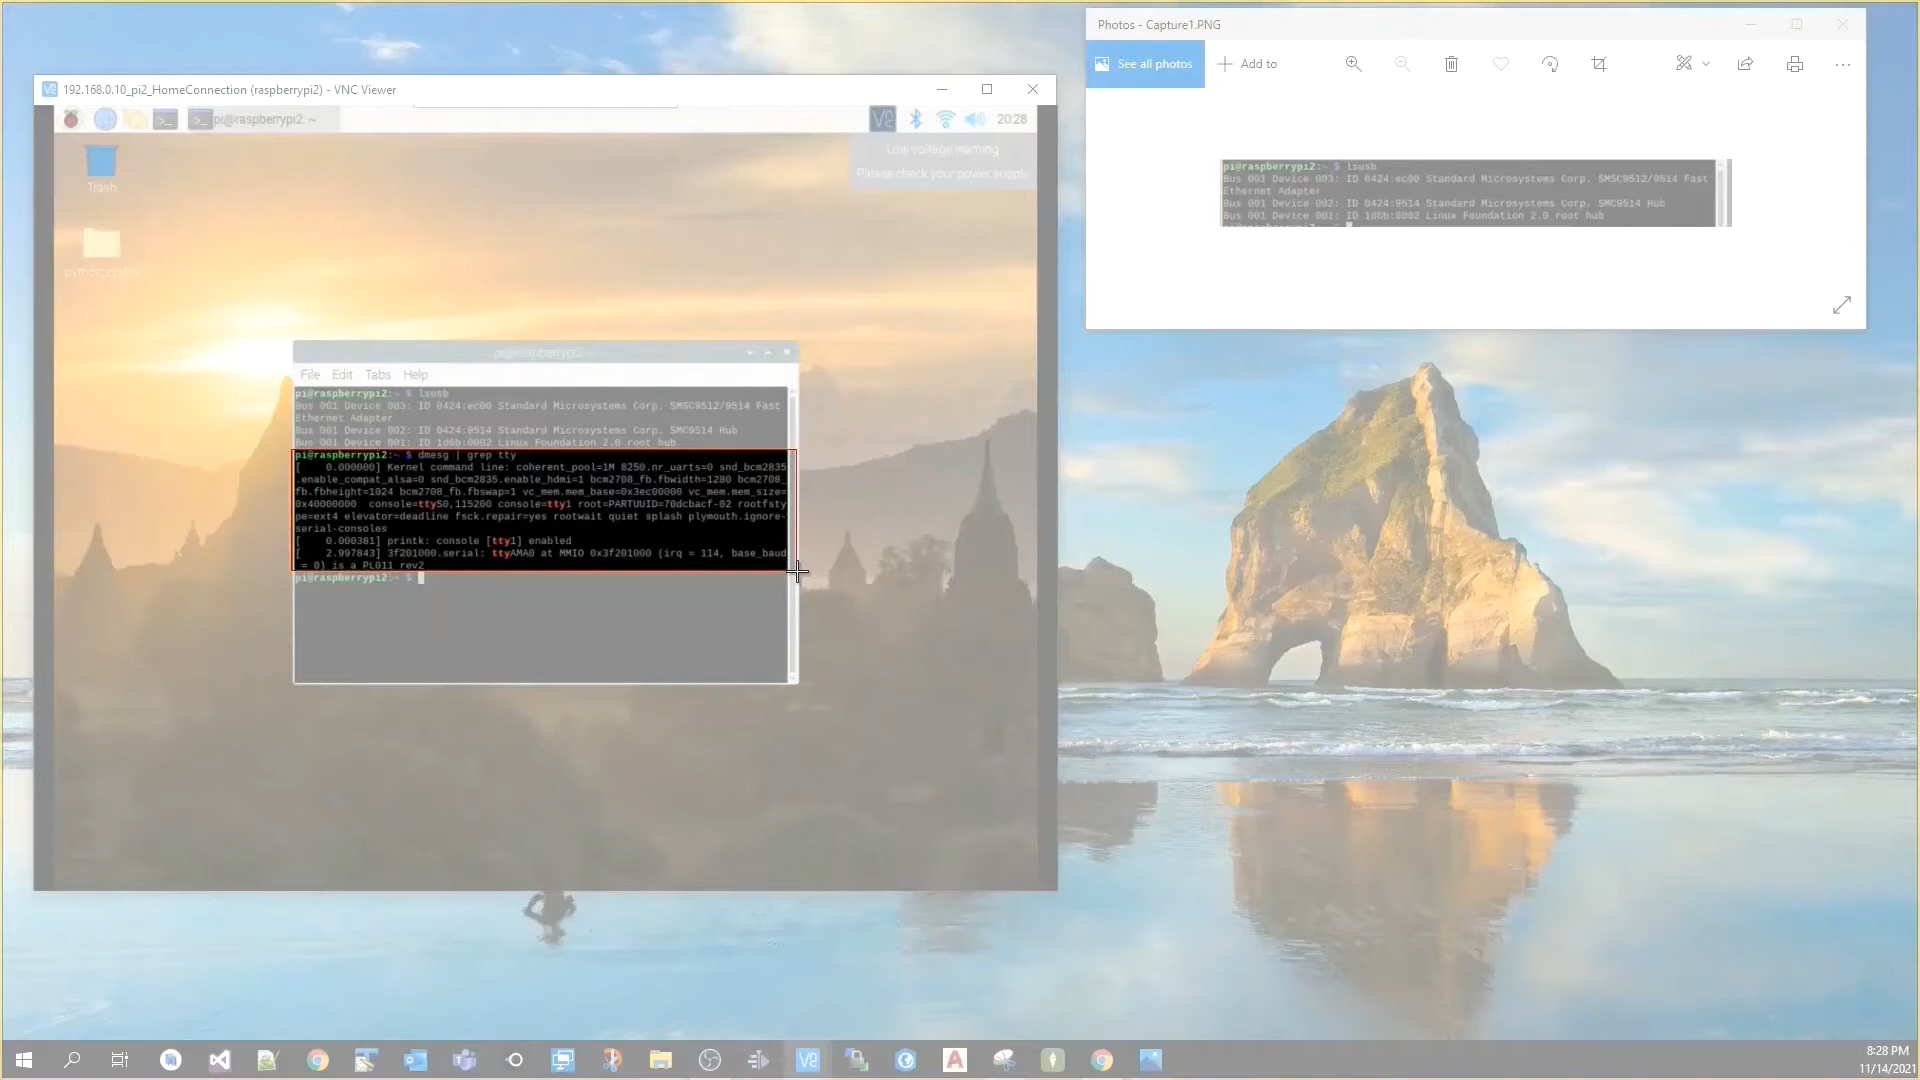 Photos - Capture1.PNG
See all photos
Add to
192.168.0.10_pi2_HomeConnection (raspberrypi2) - VNC Viewer
pi@raspberrypi2: ~
20:28
Low voltage warning
Please check your power supply
Trash
pi@raspberrypi2:~ $ lsusb
Bus 001 Device 003: ID 0424:ec00 Standard Microsystems Corp. SMSC9512/9514 Fast
Ethernet Adapter
Bus 001 Device 002: ID 0424:9514 Standard Microsystems Corp. SMC9514 Hub
Bus 001 Device 001: ID 1d6b:0002 Linux Foundation 2.0 root hub
pi@raspberrypi2: ~
File Edit Tabs Help
pi@raspberrypi2:~ $ lsusb
Bus 001 Device 003: ID 0424:ec00 Standard Microsystems Corp. SMSC9512/9514 Fast
Ethernet Adapter
Bus 001 Device 002: ID 0424:9514 Standard Microsystems Corp. SMC9514 Hub
Bus 001 Device 001: ID 1d6b:0002 Linux Foundation 2.0 root hub
pi@raspberrypi2:~ $ dmesg | grep tty
[    0.000000] Kernel command line: coherent_pool=1M 8250.nr_uarts=0 snd_bcm2835
.enable_compat_alsa=0 snd_bcm2835.enable_hdmi=1 bcm2708_fb.fbwidth=1280 bcm2708_
fb.fbheight=1024 bcm2708_fb.fbswap=1 vc_mem.mem_base=0x3ec00000 vc_mem.mem_size=
0x40000000  console=ttyS0,115200 console=tty1 root=PARTUUID=70dcbacf-02 rootfsty
pe=ext4 elevator=deadline fsck.repair=yes rootwait quiet splash plymouth.ignore-
serial-consoles
[    0.000381] printk: console [tty1] enabled
[    2.997843] 3f201000.serial: ttyAMA0 at MMIO 0x3f201000 (irq = 114, base_baud
= 0) is a PL011 rev2
pi@raspberrypi2:~ $
8:28 PM
11/14/2021